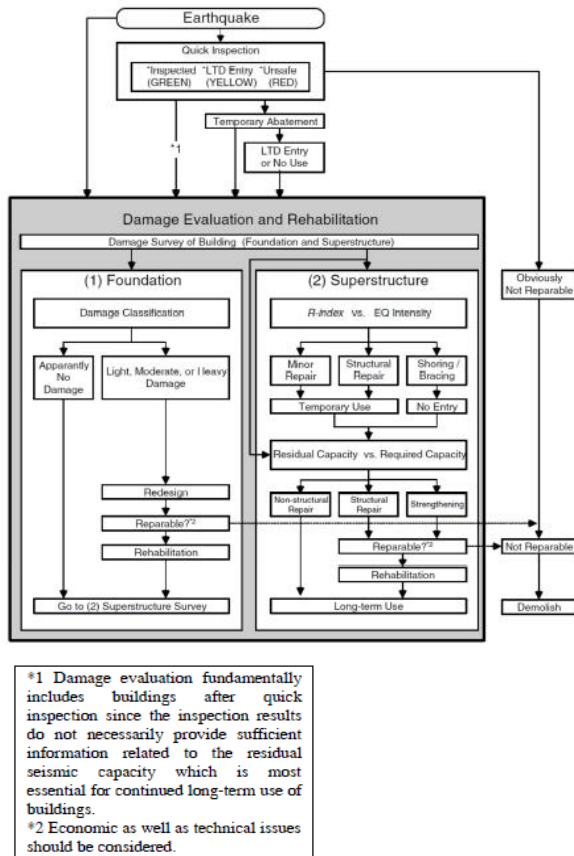 Earthquake
Quick Inspection
"Inspected "LTD Entry "Unsafe
(GREEN) (YELLOW) (RED)
Temporary Abatement
*1
LTD Entry
or No Use
Damage Evaluation and Rehabilitation
Damage Survey of Building (Foundation and Superstructure)
(1) Foundation
Damage Classification
Apparantly
No
Damage
Light, Moderate, or Heavy
Damage
Redesign
Reparable?*2
Rehabilitation
Go to (2) Superstructure Survey
(2) Superstructure
R-index vs. EQ Intensity
Minor
Repair
Structural
Repair
Shoring /
Bracing
Temporary Use
No Entry
Residual Capacity vs. Required Capacity
Non-structural
Repair
Structural
Repair
Strengthening
Reparable?*2
Rehabilitation
Long-term Use
Obviously
Not Reparable
Not Reparable
Demolish
*1 Damage evaluation fundamentally
includes buildings after quick
inspection since the inspection results
do not necessarily provide sufficient
information related to the residual
seismic capacity which is most
essential for continued long-term use of
buildings.
*2 Economic as well as technical issues
should be considered.